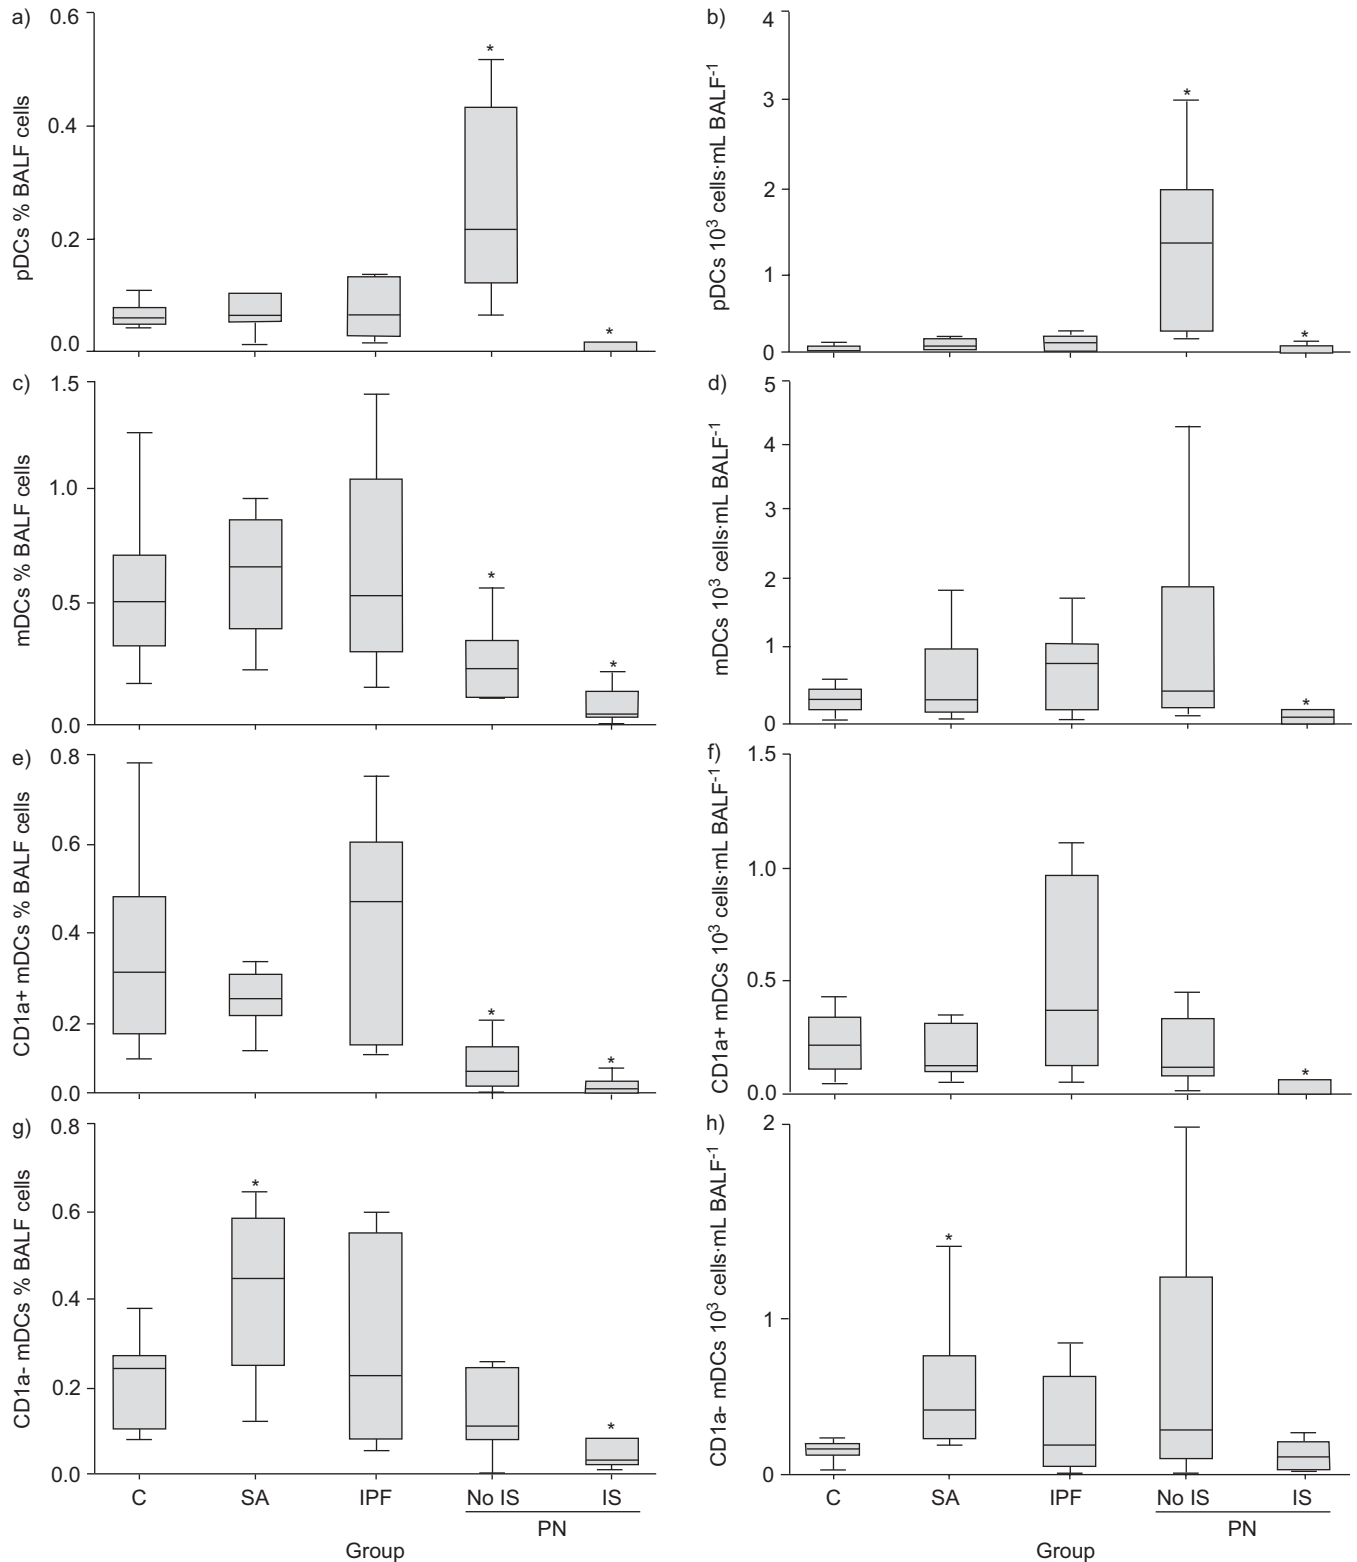 a)
pDCs % BALF cells
0.6
0.4
0.2
0.0
*
*
b)
pDCs 10³ cells·mL BALF⁻¹
4
3
2
1
0
*
*
c)
mDCs % BALF cells
1.5
1.0
0.5
0.0
*
*
d)
mDCs 10³ cells·mL BALF⁻¹
5
4
3
2
1
0
*
e)
CD1a+ mDCs % BALF cells
0.8
0.6
0.4
0.2
0.0
*
*
f)
CD1a+ mDCs 10³ cells·mL BALF⁻¹
1.5
1.0
0.5
0.0
*
g)
CD1a- mDCs % BALF cells
0.8
0.6
0.4
0.2
0.0
*
*
C SA IPF No IS IS
PN
Group
h)
CD1a- mDCs 10³ cells·mL BALF⁻¹
2
1
0
*
C SA IPF No IS IS
PN
Group